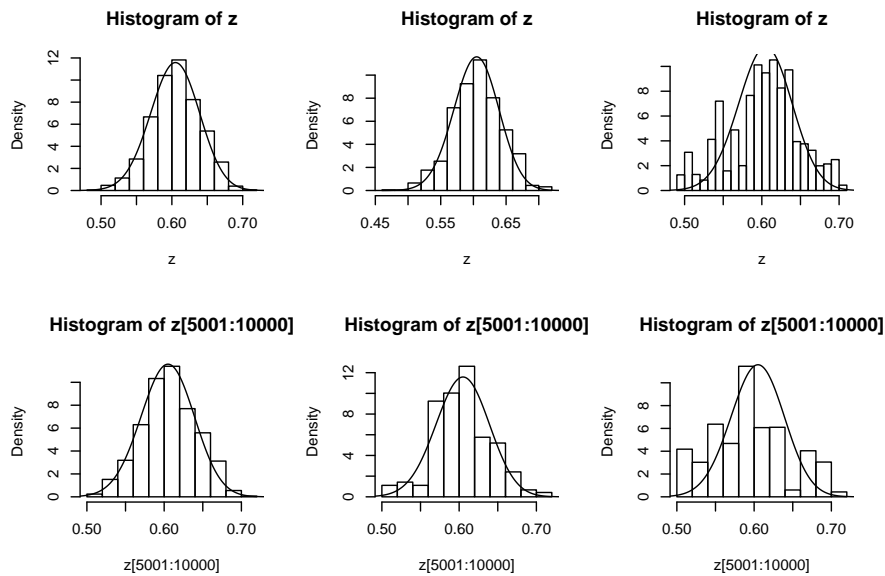 Histogram of z
Density
0 2 4 6 8 12
0.50 0.60 0.70
z
Histogram of z
Density
0 2 4 6 8
0.45 0.55 0.65
z
Histogram of z
Density
0 2 4 6 8
0.50 0.60 0.70
z
Histogram of z[5001:10000]
Density
0 2 4 6 8
0.50 0.60 0.70
z[5001:10000]
Histogram of z[5001:10000]
Density
0 2 4 6 8 12
0.50 0.60 0.70
z[5001:10000]
Histogram of z[5001:10000]
Density
0 2 4 6 8
0.50 0.60 0.70
z[5001:10000]